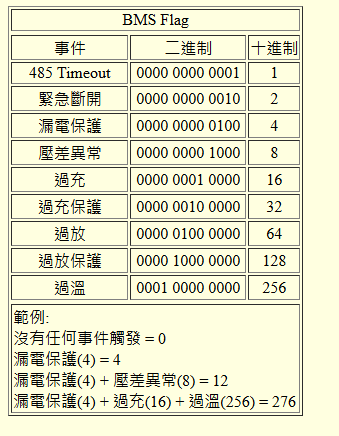 BMS Flag
事件 二進制 十進制
485 Timeout 0000 0000 0001 1
緊急斷開 0000 0000 0010 2
漏電保護 0000 0000 0100 4
壓差異常 0000 0000 1000 8
過充 0000 0001 0000 16
過充保護 0000 0010 0000 32
過放 0000 0100 0000 64
過放保護 0000 1000 0000 128
過溫 0001 0000 0000 256
範例:
沒有任何事件觸發 = 0
漏電保護(4) = 4
漏電保護(4) + 壓差異常(8) = 12
漏電保護(4) + 過充(16) + 過溫(256) = 276